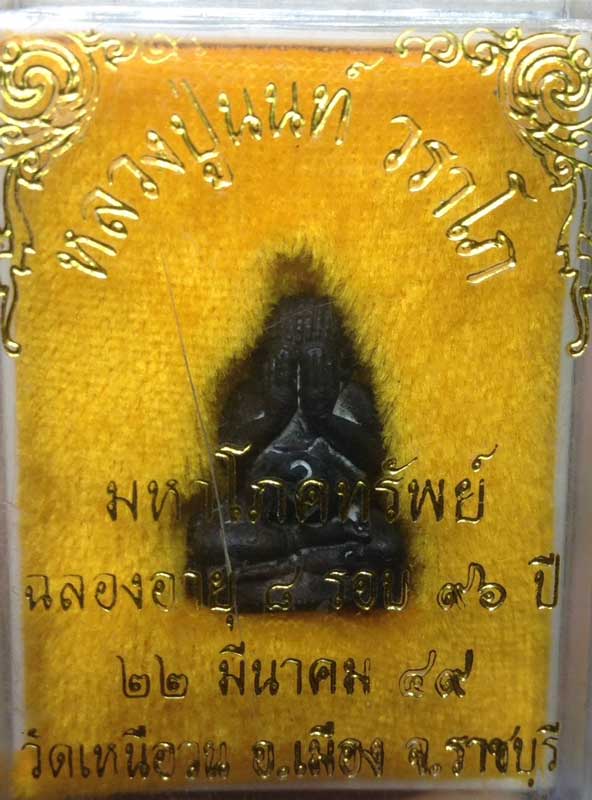 หลวงปู่นนท์ วราโภ
มหาโภคทรัพย์
ฉลองอายุ ๘ รอบ ๙๖ ปี
๒๒ มีนาคม ๔๙
วัดเหนือวน อ.เมือง จ.ราชบุรี